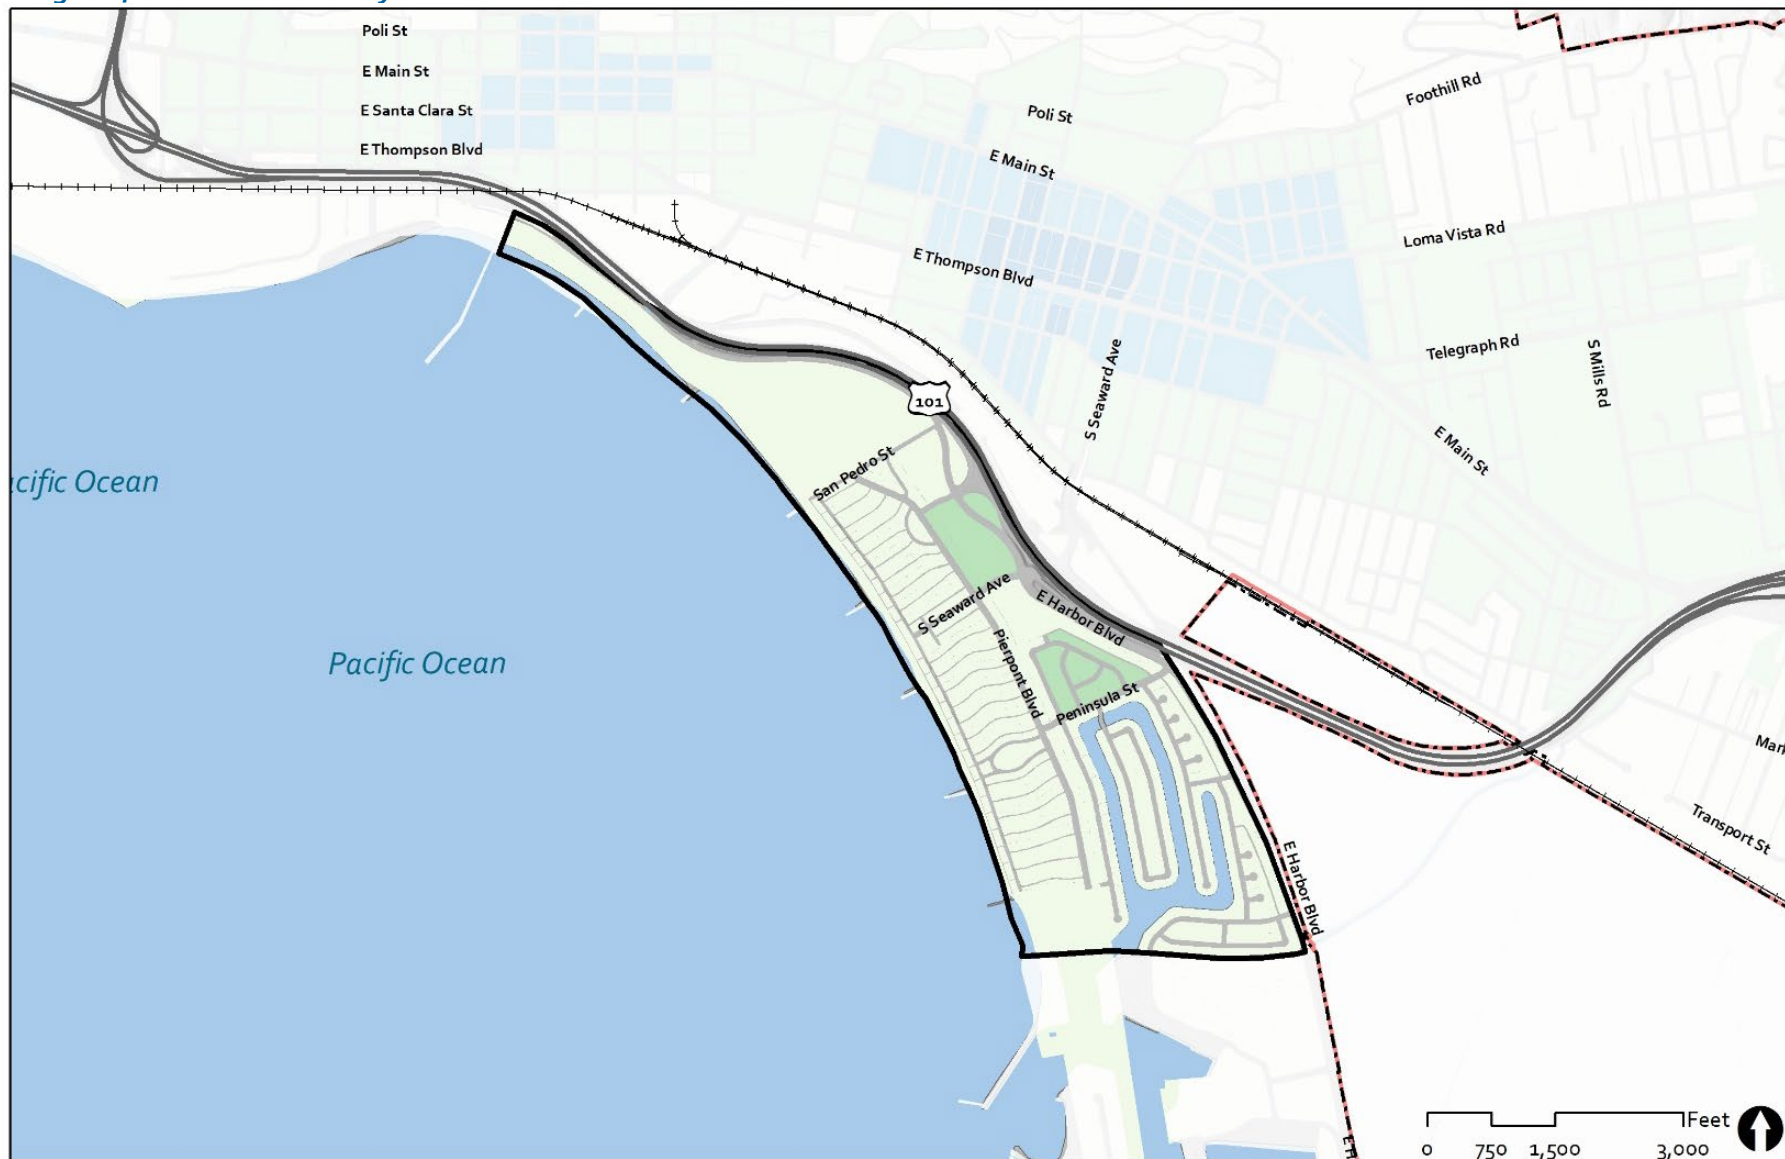 Poli St
E Main St
E Santa Clara St
E Thompson Blvd
Foothill Rd
Poli St
E Main St
Loma Vista Rd
E Thompson Blvd
S Seaward Ave
Telegraph Rd
S Mills Rd
101
E Main St
San Pedro St
cific Ocean
S Seaward Ave
E Harbor Blvd
Pierpont Blvd
Pacific Ocean
Peninsula St
Transport St
E Harbor Blvd
Feet
0 750 1,500 3,000